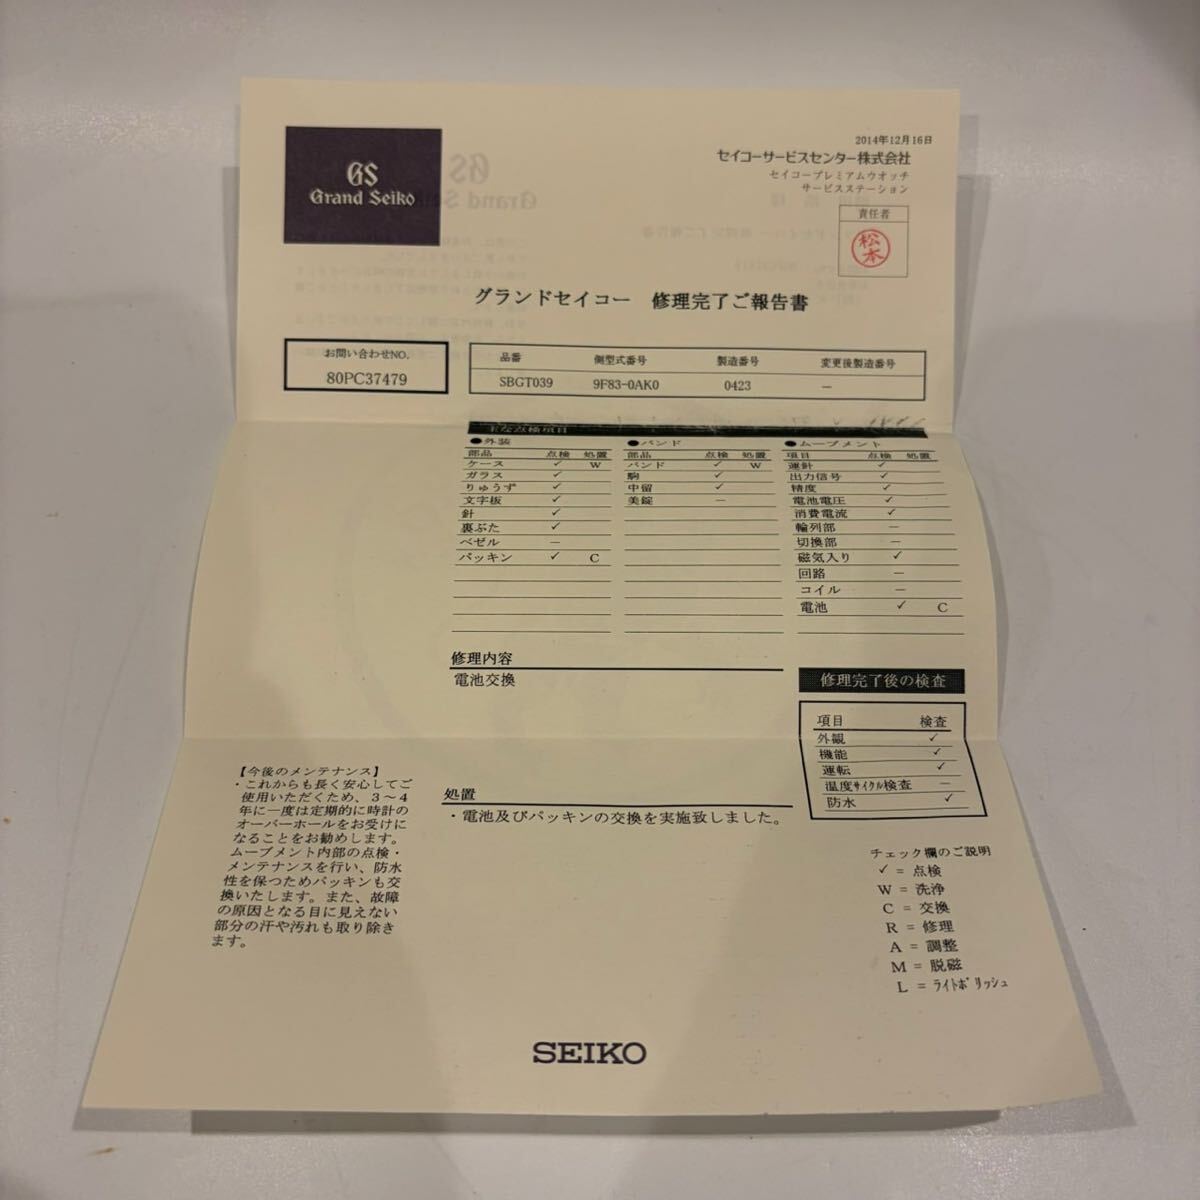 GS
Grand Seiko
2014年12月16日
セイコーサービスセンター株式会社
セイコープレミアムウオッチ
サービスステーション
責任者
松本
グランドセイコー 修理完了ご報告書
お問い合わせNO.
80PC37479
品番 側型式番号 製造番号 変更後製造番号
SBGT039 9F83-0AK0 0423 —
主な点検項目
●外装
部品 点検 処置
ケース ✓ W
ガラス ✓
りゅうず ✓
文字板 ✓
針 ✓
裏ぶた ✓
ベゼル —
パッキン ✓ C
●バンド
部品 点検 処置
バンド ✓ W
駒 ✓
中留 ✓
美錠 —
●ムーブメント
項目 点検 処置
運針 ✓
出力信号 ✓
精度 ✓
電池電圧 ✓
消費電流 ✓
輪列部 —
切換部 —
磁気入り ✓
回路 —
コイル —
電池 ✓ C
修理内容
電池交換
修理完了後の検査
項目 検査
外観 ✓
機能 ✓
運転 ✓
温度サイクル検査 —
防水 ✓
【今後のメンテナンス】
・これからも長く安心してご
使用いただくため、3～4
年に一度は定期的に時計の
オーバーホールをお受けに
なることをお勧めします。
ムーブメント内部の点検・
メンテナンスを行い、防水
性を保つためパッキンも交
換いたします。また、故障
の原因となる目に見えない
部分の汗や汚れも取り除き
ます。
処置
・電池及びパッキンの交換を実施致しました。
チェック欄のご説明
✓ = 点検
W = 洗浄
C = 交換
R = 修理
A = 調整
M = 脱磁
L = ライトポリッシュ
SEIKO